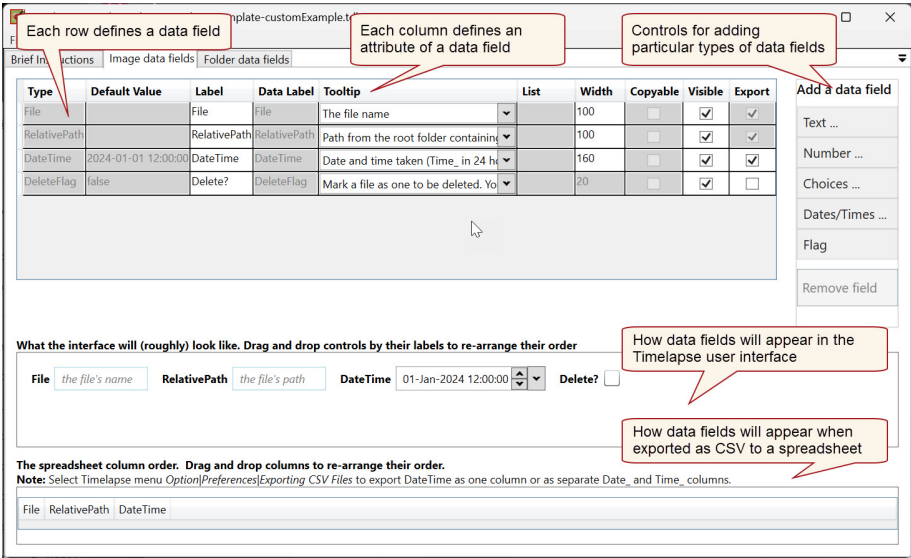 mplate-customExample.tdb
Each row defines a data field
Each column defines an
attribute of a data field
Controls for adding
particular types of data fields
F
Brief Instructions Image data fields Folder data fields
Type Default Value Label Data Label Tooltip List Width Copyable Visible Export
File File File The file name 100
RelativePath RelativePath RelativePath Path from the root folder containing 100
DateTime 2024-01-01 12:00:00 DateTime DateTime Date and time taken (Time_ in 24 h 160
DeleteFlag false Delete? DeleteFlag Mark a file as one to be deleted. Yo 20
Add a data field
Text ...
Number ...
Choices ...
Dates/Times ...
Flag
Remove field
What the interface will (roughly) look like. Drag and drop controls by their labels to re-arrange their order
How data fields will appear in the
Timelapse user interface
File the file's name RelativePath the file's path DateTime 01-Jan-2024 12:00:00 Delete?
How data fields will appear when
exported as CSV to a spreadsheet
The spreadsheet column order. Drag and drop columns to re-arrange their order.
Note: Select Timelapse menu Option|Preferences|Exporting CSV Files to export DateTime as one column or as separate Date_ and Time_ columns.
File RelativePath DateTime